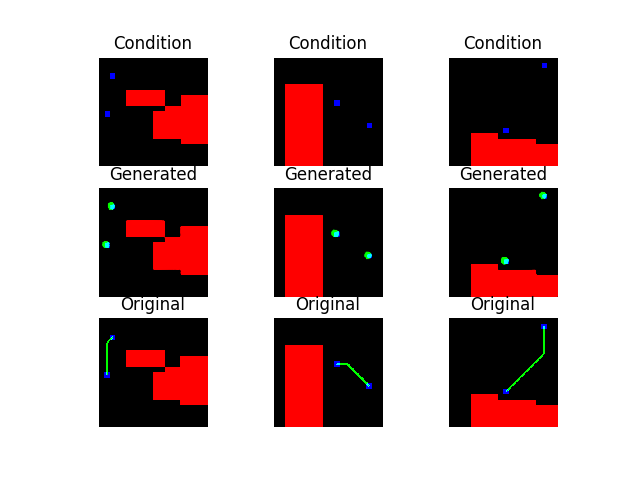 Condition Condition Condition
Generated Generated Generated
Original Original Original